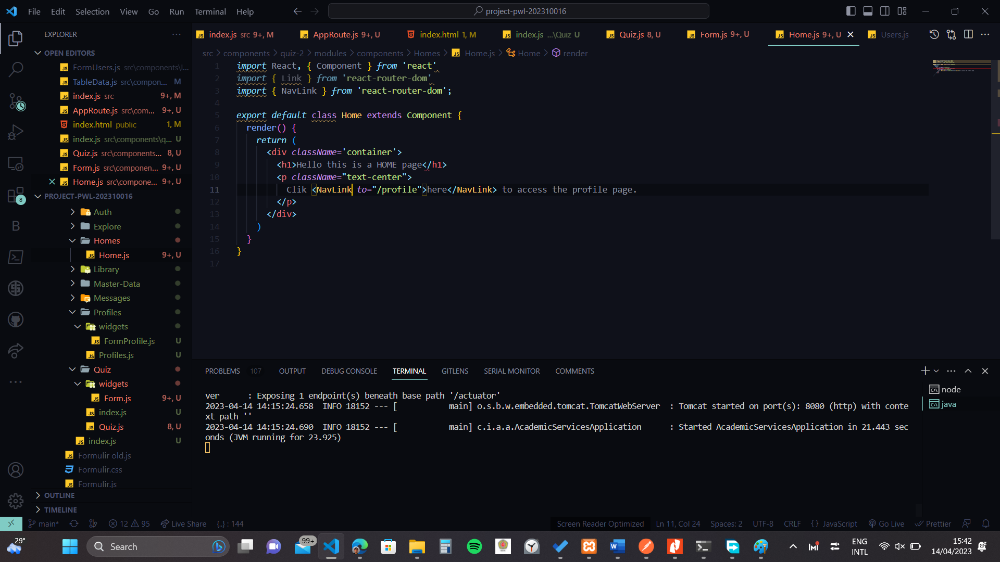 File Edit Selection View Go Run Terminal Help
project-pwl-202310016
EXPLORER
OPEN EDITORS
FormUsers.js src\components\l...
TableData.js src\compon... M
index.js src 9+, M
AppRoute.js src\com... 9+, U
index.html public 1, M
index.js src\components\q... U
Quiz.js src\components... 8, U
Form.js src\componen... 9+, U
Home.js src\compone... 9+, U
PROJECT-PWL-202310016
Auth
Explore
Homes
Home.js 9+, U
Library
Master-Data
Messages
Profiles
widgets
FormProfile.js U
Profiles.js U
Quiz
widgets
Form.js 9+, U
index.js U
Quiz.js 8, U
index.js U
Formulir old.js
Formulir.css
Formulir.js
OUTLINE
TIMELINE
8
index.js src 9+, M AppRoute.js 9+, U index.html 1, M index.js ...\Quiz U Quiz.js 8, U Form.js 9+, U Home.js 9+, U Users.js
src > components > quiz-2 > modules > components > Homes > Home.js > Home > render
1 import React, { Component } from 'react'
2 import { Link } from 'react-router-dom'
3 import { NavLink } from 'react-router-dom';
4
5 export default class Home extends Component {
6 render() {
7 return (
8 <div className='container'>
9 <h1>Hello this is a HOME page</h1>
10 <p className="text-center">
11 Clik <NavLink to="/profile">here</NavLink> to access the profile page.
12 </p>
13 </div>
14 )
15 }
16 }
17
PROBLEMS 107 OUTPUT DEBUG CONSOLE TERMINAL GITLENS SERIAL MONITOR COMMENTS
ver : Exposing 1 endpoint(s) beneath base path '/actuator'
2023-04-14 14:15:24.658 INFO 18152 --- [ main] o.s.b.w.embedded.tomcat.TomcatWebServer : Tomcat started on port(s): 8080 (http) with conte
xt path ''
2023-04-14 14:15:24.690 INFO 18152 --- [ main] c.i.a.a.AcademicServicesApplication : Started AcademicServicesApplication in 21.443 sec
onds (JVM running for 23.925)
node
java
main* 12 95 Live Share {..} : 144 Screen Reader Optimized Ln 11, Col 24 Spaces: 2 UTF-8 CRLF {} JavaScript Go Live Prettier
29° Search 99+ ENG
INTL
15:42
14/04/2023